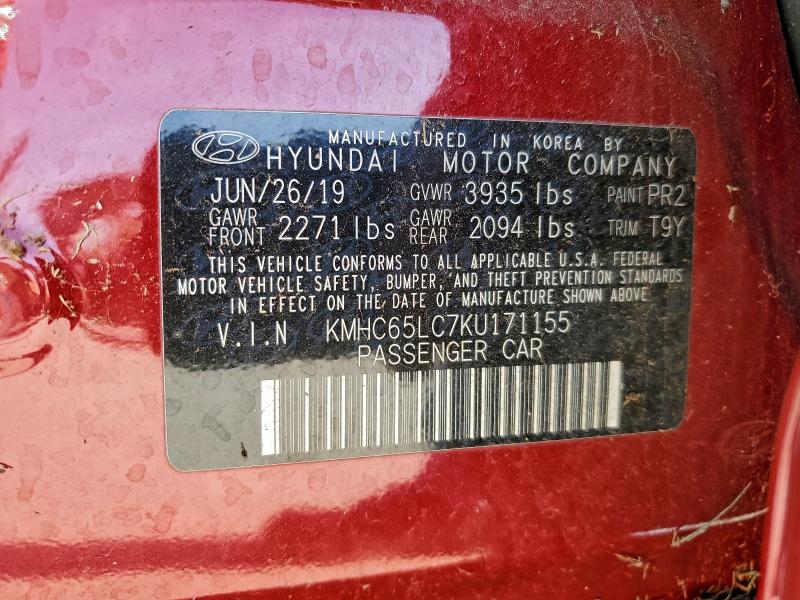 MANUFACTURED IN KOREA BY
HYUNDAI MOTOR COMPANY
JUN/26/19 GVWR 3935 lbs PAINT PR2
GAWR FRONT 2271 lbs GAWR REAR 2094 lbs TRIM T9Y
THIS VEHICLE CONFORMS TO ALL APPLICABLE U.S.A. FEDERAL
MOTOR VEHICLE SAFETY, BUMPER, AND THEFT PREVENTION STANDARDS
IN EFFECT ON THE DATE OF MANUFACTURE SHOWN ABOVE
V.I.N KMHC65LC7KU171155
PASSENGER CAR